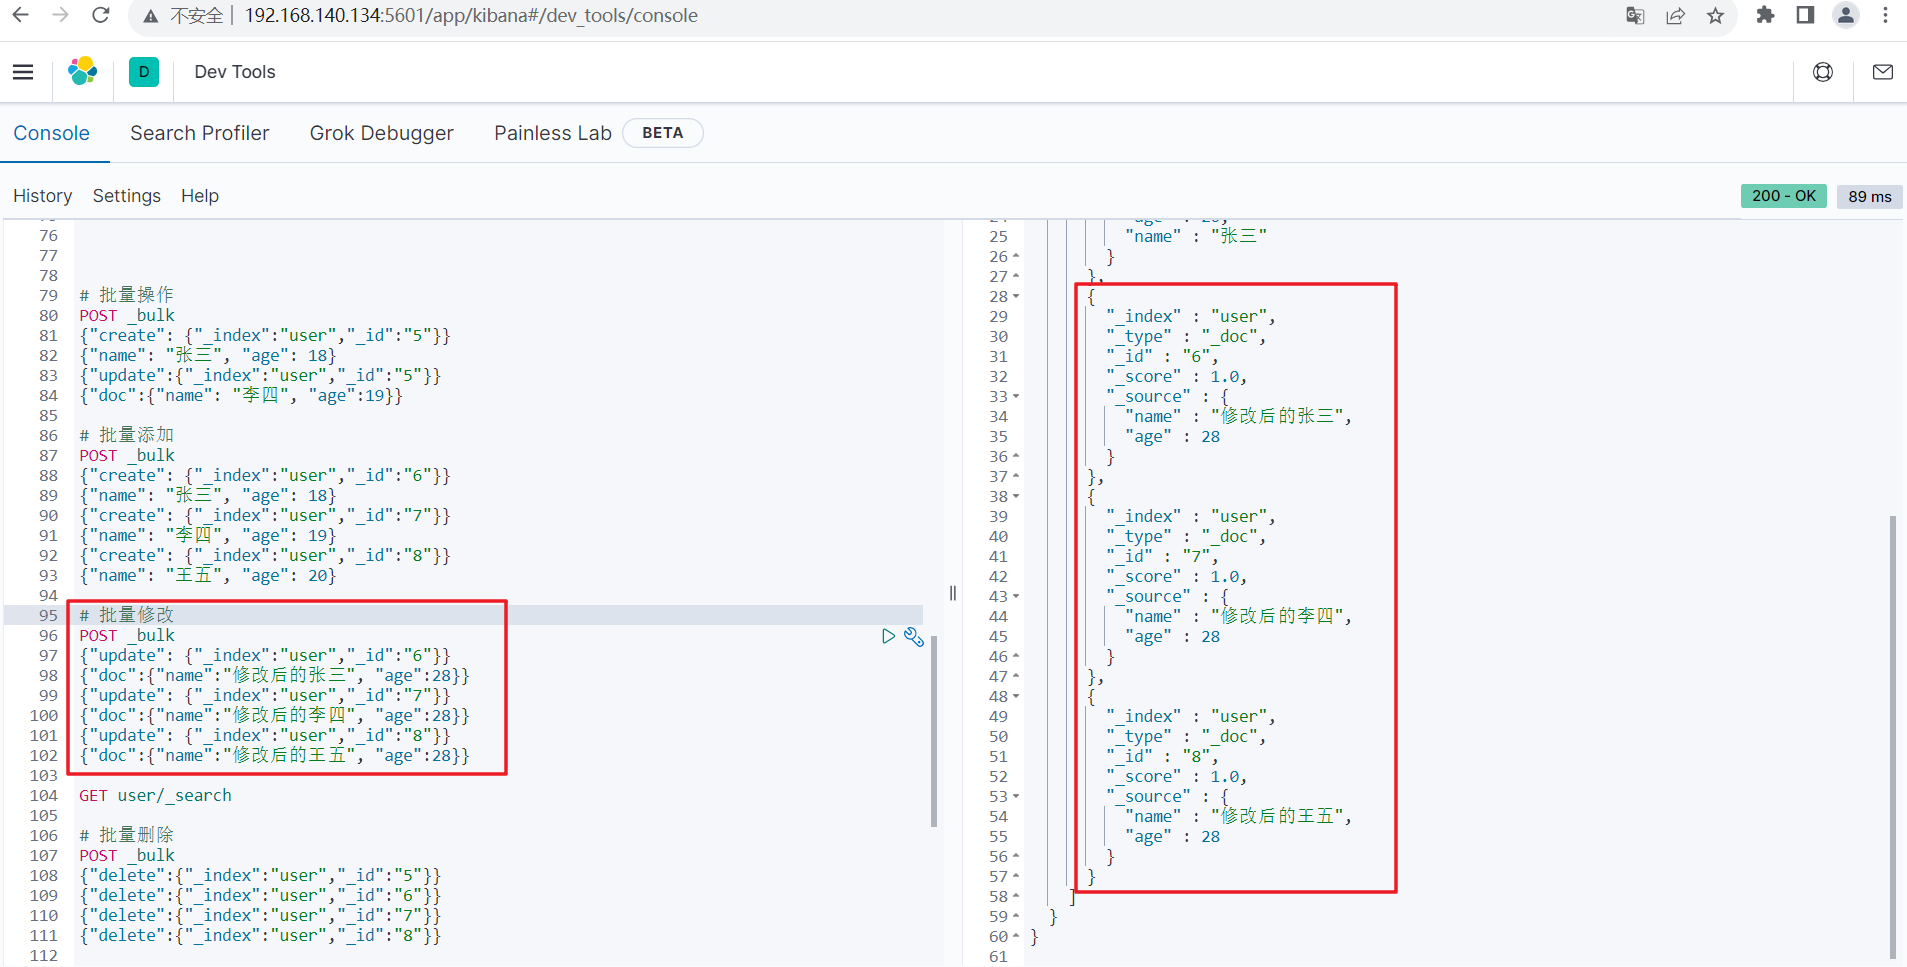 不安全 192.168.140.134:5601/app/kibana#/dev_tools/console
D Dev Tools
Console Search Profiler Grok Debugger Painless Lab BETA
History Settings Help 200 - OK 89 ms
76
77
78
79 # 批量操作
80 POST _bulk
81 {"create": {"_index":"user","_id":"5"}}
82 {"name": "张三", "age": 18}
83 {"update":{"_index":"user","_id":"5"}}
84 {"doc":{"name": "李四", "age":19}}
85
86 # 批量添加
87 POST _bulk
88 {"create": {"_index":"user","_id":"6"}}
89 {"name": "张三", "age": 18}
90 {"create": {"_index":"user","_id":"7"}}
91 {"name": "李四", "age": 19}
92 {"create": {"_index":"user","_id":"8"}}
93 {"name": "王五", "age": 20}
94
95 # 批量修改
96 POST _bulk
97 {"update": {"_index":"user","_id":"6"}}
98 {"doc":{"name":"修改后的张三", "age":28}}
99 {"update": {"_index":"user","_id":"7"}}
100 {"doc":{"name":"修改后的李四", "age":28}}
101 {"update": {"_index":"user","_id":"8"}}
102 {"doc":{"name":"修改后的王五", "age":28}}
103
104 GET user/_search
105
106 # 批量删除
107 POST _bulk
108 {"delete":{"_index":"user","_id":"5"}}
109 {"delete":{"_index":"user","_id":"6"}}
110 {"delete":{"_index":"user","_id":"7"}}
111 {"delete":{"_index":"user","_id":"8"}}
112
25 "name" : "张三"
26 }
27 },
28 {
29 "_index" : "user",
30 "_type" : "_doc",
31 "_id" : "6",
32 "_score" : 1.0,
33 "_source" : {
34 "name" : "修改后的张三",
35 "age" : 28
36 }
37 },
38 {
39 "_index" : "user",
40 "_type" : "_doc",
41 "_id" : "7",
42 "_score" : 1.0,
43 "_source" : {
44 "name" : "修改后的李四",
45 "age" : 28
46 }
47 },
48 {
49 "_index" : "user",
50 "_type" : "_doc",
51 "_id" : "8",
52 "_score" : 1.0,
53 "_source" : {
54 "name" : "修改后的王五",
55 "age" : 28
56 }
57 }
58 ]
59 }
60 }
61